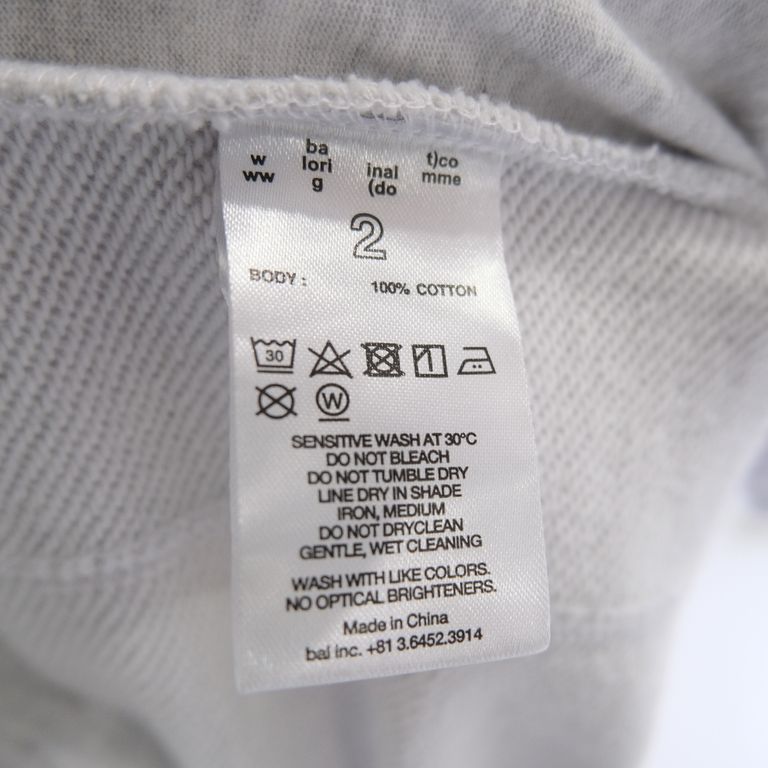 w
ww
ba
lori
g
inal
(do
t)co
mme
2
BODY :
100% COTTON
30
W
SENSITIVE WASH AT 30°C
DO NOT BLEACH
DO NOT TUMBLE DRY
LINE DRY IN SHADE
IRON, MEDIUM
DO NOT DRYCLEAN
GENTLE, WET CLEANING
WASH WITH LIKE COLORS.
NO OPTICAL BRIGHTENERS.
Made in China
bal inc. +81 3.6452.3914